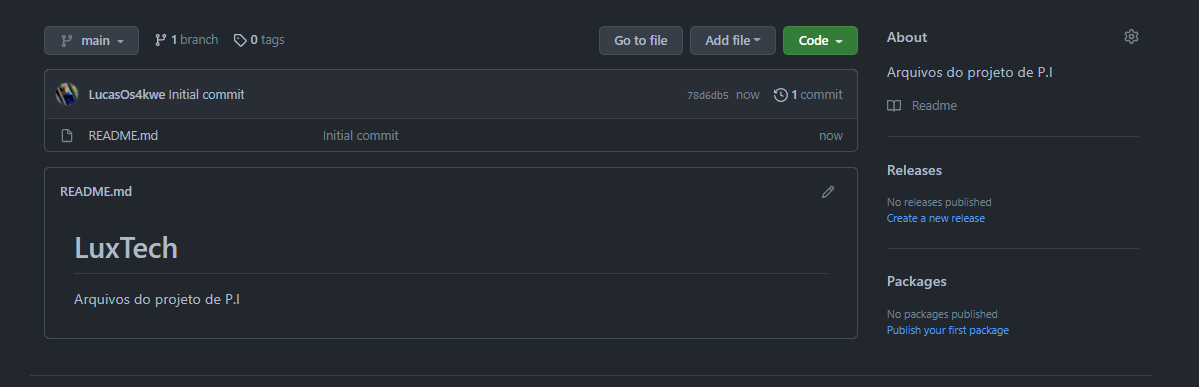 main
1 branch
0 tags
Go to file
Add file
Code
LucasOs4kwe Initial commit
78d6db5 now
1 commit
README.md
Initial commit
now
README.md
LuxTech
Arquivos do projeto de P.I
About
Arquivos do projeto de P.I
Readme
Releases
No releases published
Create a new release
Packages
No packages published
Publish your first package